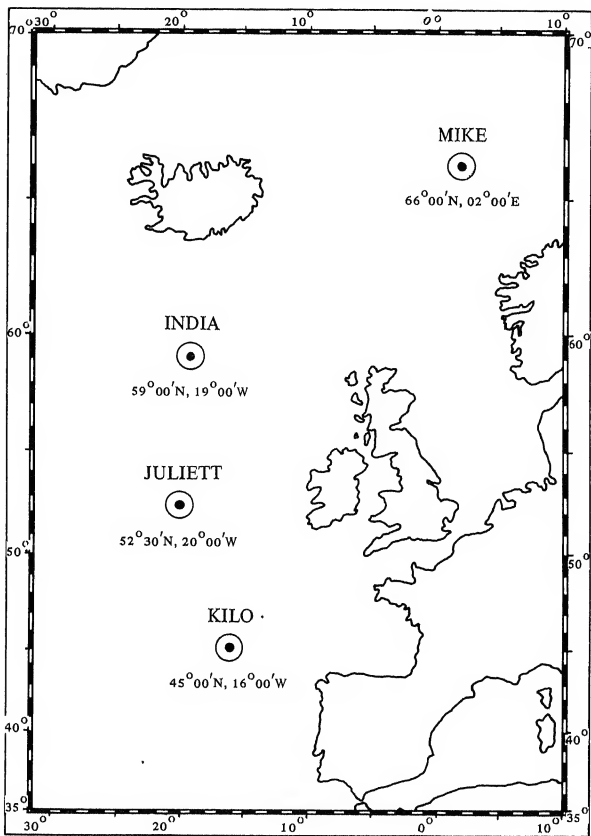 30° 20° 10° 0° 10°
70° 70°
MIKE
66°00'N, 02°00'E
INDIA
60° 60°
59°00'N, 19°00'W
JULIETT
52°30'N, 20°00'W
50° 50°
KILO
45°00'N, 16°00'W
40° 40°
35° 35°
30° 20° 10° 0° 10°